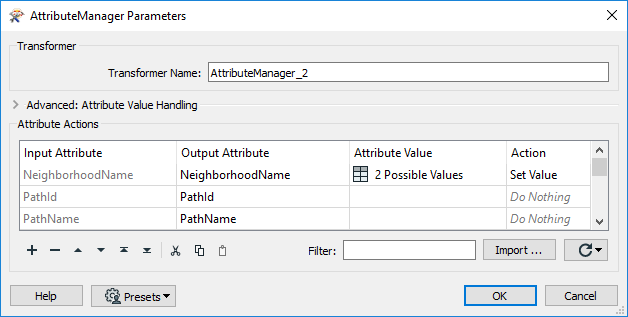 AttributeManager Parameters
Transformer
Transformer Name: AttributeManager_2
Advanced: Attribute Value Handling
Attribute Actions
Input Attribute Output Attribute Attribute Value Action
NeighborhoodName NeighborhoodName 2 Possible Values Set Value
PathId PathId Do Nothing
PathName PathName Do Nothing
Filter: Import ...
Help Presets OK Cancel